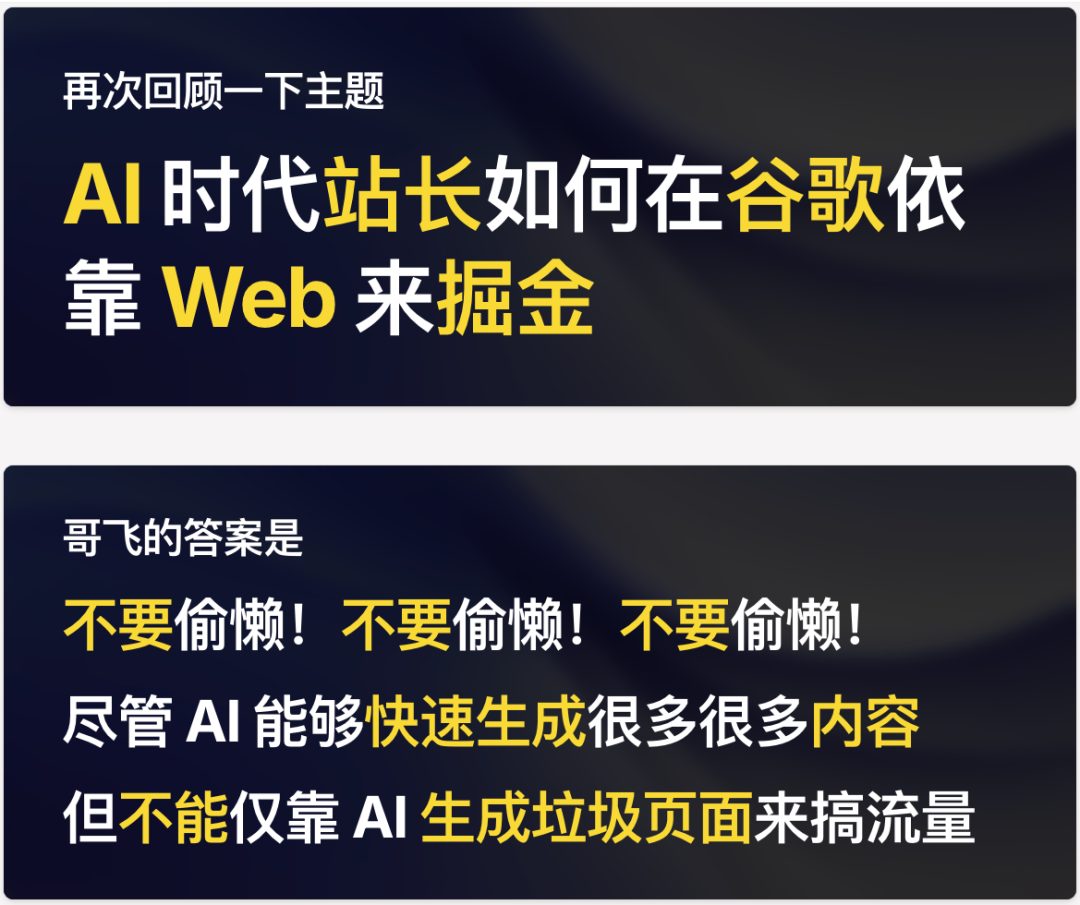 再次回顾一下主题
AI 时代站长如何在谷歌依
靠 Web 来掘金
哥飞的答案是
不要偷懒！不要偷懒！不要偷懒！
尽管 AI 能够快速生成很多很多内容
但不能仅靠 AI 生成垃圾页面来搞流量